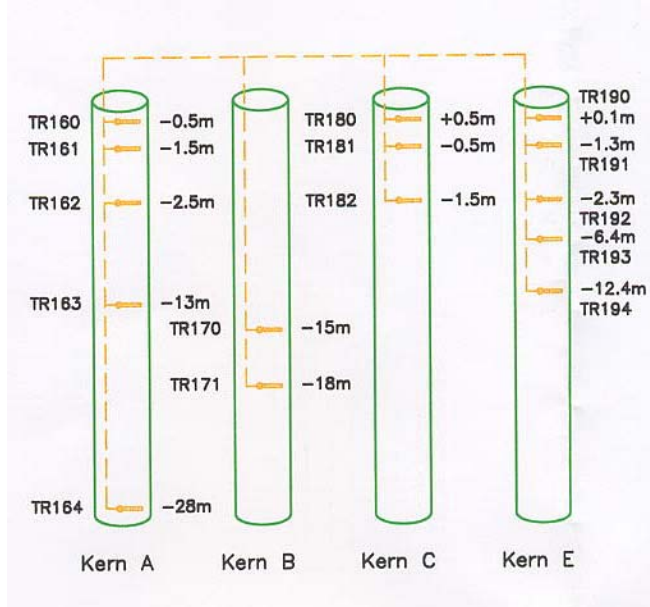 TR160 -0.5m
TR161 -1.5m
TR162 -2.5m
TR163 -13m
TR164 -28m
Kern A
TR170 -15m
TR171 -18m
Kern B
TR180 +0.5m
TR181 -0.5m
TR182 -1.5m
Kern C
TR190
+0.1m
-1.3m
TR191
-2.3m
TR192
-6.4m
TR193
-12.4m
TR194
Kern E